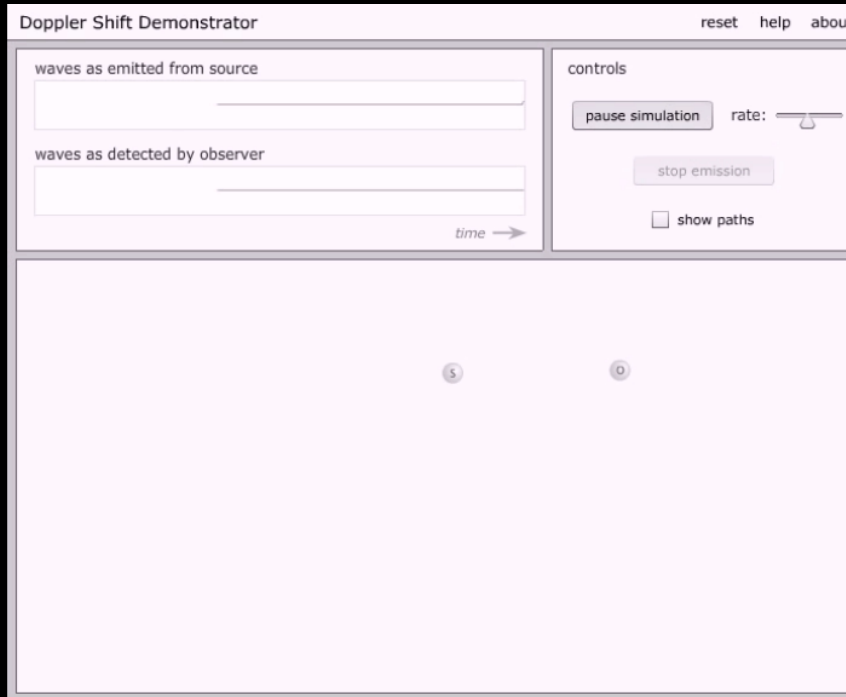 Doppler Shift Demonstrator
reset help abou
waves as emitted from source
waves as detected by observer
time
controls
pause simulation rate:
stop emission
show paths
S O